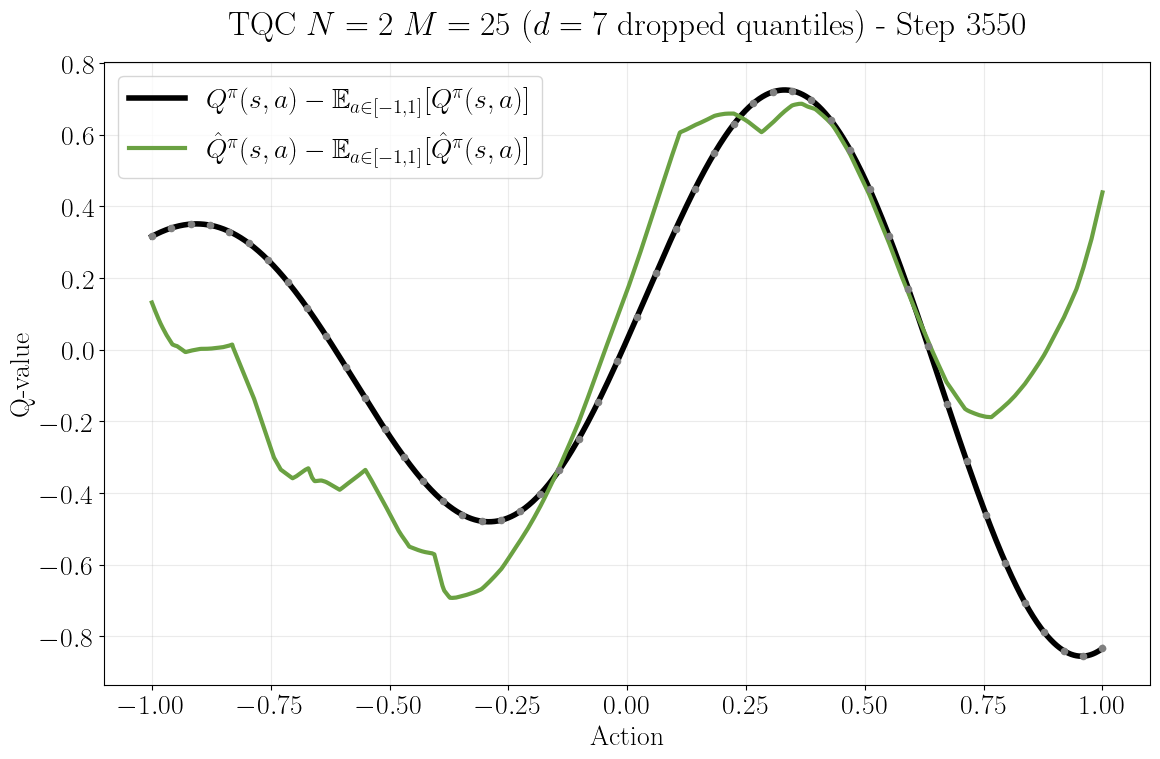 TQC N = 2 M = 25 (d = 7 dropped quantiles) - Step 3550
Q^π(s, a) − 𝔼_{a∈[−1,1]}[Q^π(s, a)]
Q̂^π(s, a) − 𝔼_{a∈[−1,1]}[Q̂^π(s, a)]
0.8
0.6
0.4
0.2
0.0
−0.2
−0.4
−0.6
−0.8
Q-value
−1.00 −0.75 −0.50 −0.25 0.00 0.25 0.50 0.75 1.00
Action